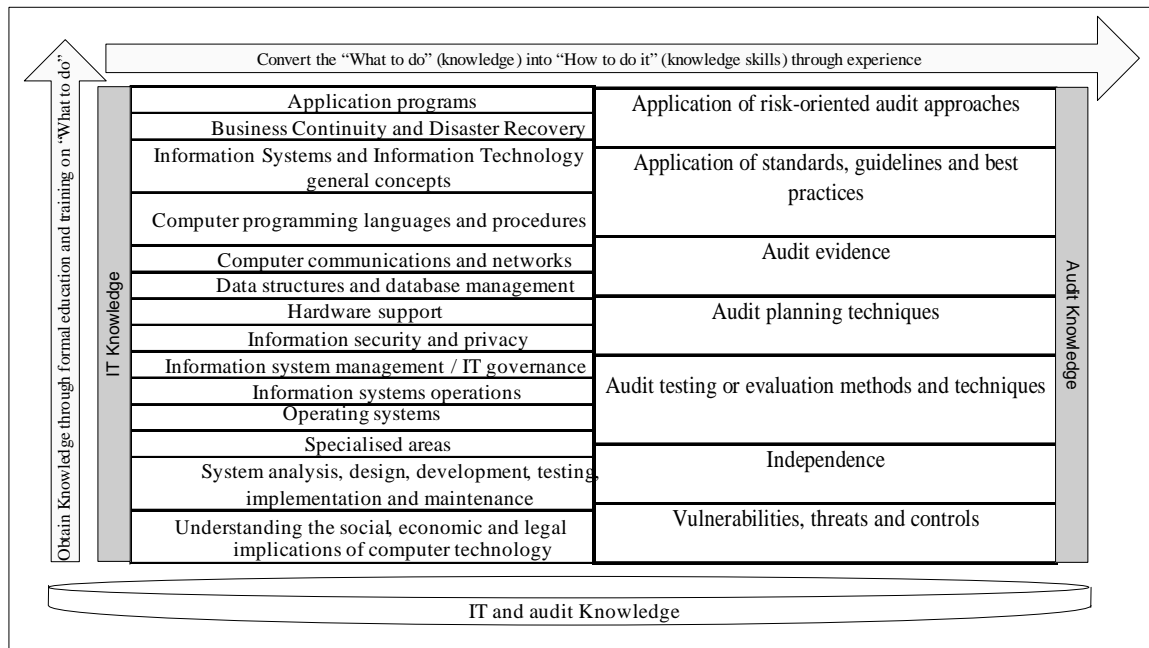 Convert the “What to do” (knowledge) into “How to do it” (knowledge skills) through experience
Obtain Knowledge through formal education and training on “What to do”
IT Knowledge
Application programs
Business Continuity and Disaster Recovery
Information Systems and Information Technology
general concepts
Computer programming languages and procedures
Computer communications and networks
Data structures and database management
Hardware support
Information security and privacy
Information system management / IT governance
Information systems operations
Operating systems
Specialised areas
System analysis, design, development, testing,
implementation and maintenance
Understanding the social, economic and legal
implications of computer technology
Application of risk-oriented audit approaches
Application of standards, guidelines and best
practices
Audit evidence
Audit planning techniques
Audit testing or evaluation methods and techniques
Independence
Vulnerabilities, threats and controls
Audit Knowledge
IT and audit Knowledge